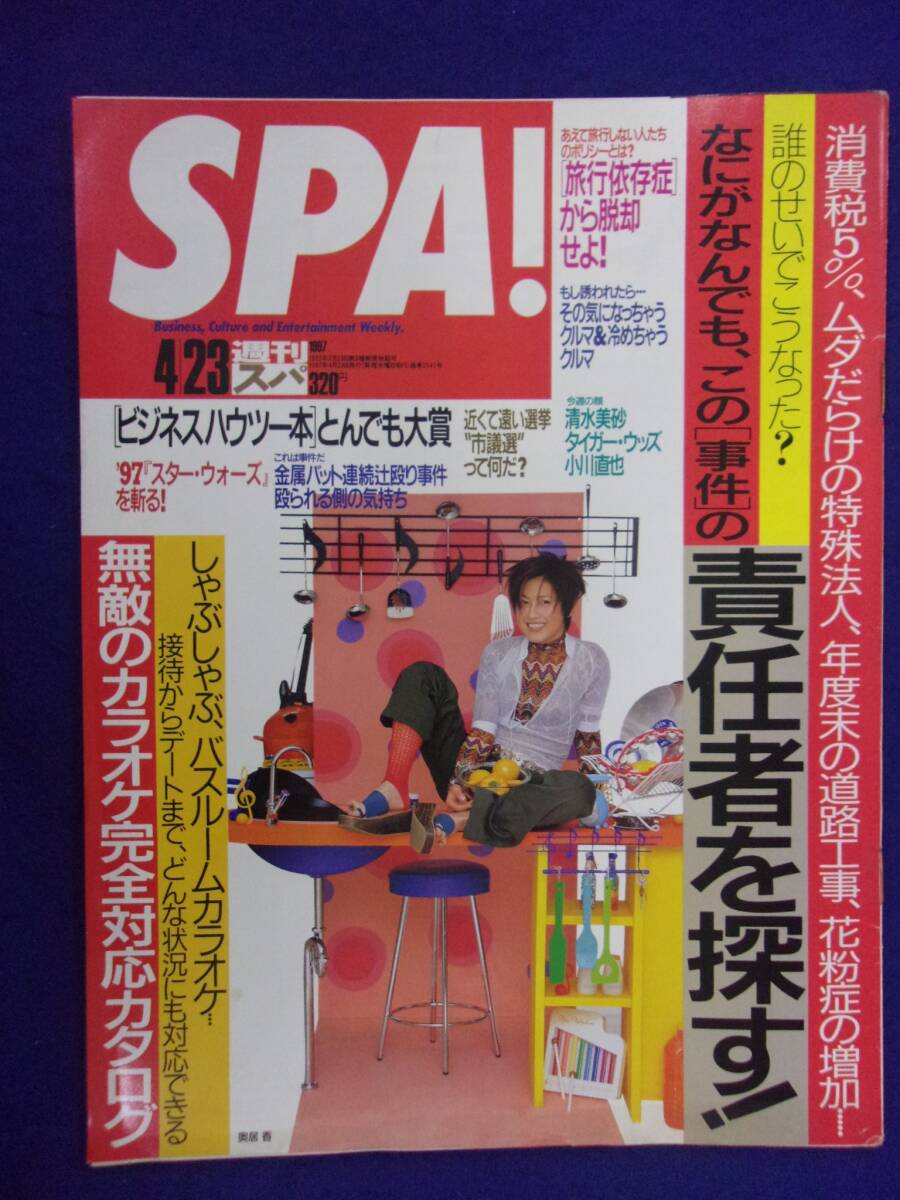 SPA!
Business, Culture and Entertainment Weekly.
4/23
週刊
スパ
1997
320円
あえて旅行しない人たち
のポリシーとは?
[旅行依存症]
から脱却
せよ!
もし誘われたら…
その気になっちゃう
クルマ&冷めちゃう
クルマ
消費税5%、ムダだらけの特殊法人、年度末の道路工事、花粉症の増加……
誰のせいでこうなった?
なにがなんでも、この[事件]の
責任者を探す!
[ビジネスハウツー本]とんでも大賞
近くて遠い選挙
"市議選"
って何だ?
今週の顔
清水美砂
タイガー・ウッズ
小川直也
'97『スター・ウォーズ』
を斬る!
これは事件だ
金属バット連続辻殴り事件
殴られる側の気持ち
しゃぶしゃぶ、バスルームカラオケ…
接待からデートまで、どんな状況にも対応できる
無敵のカラオケ完全対応カタログ
奥居 香